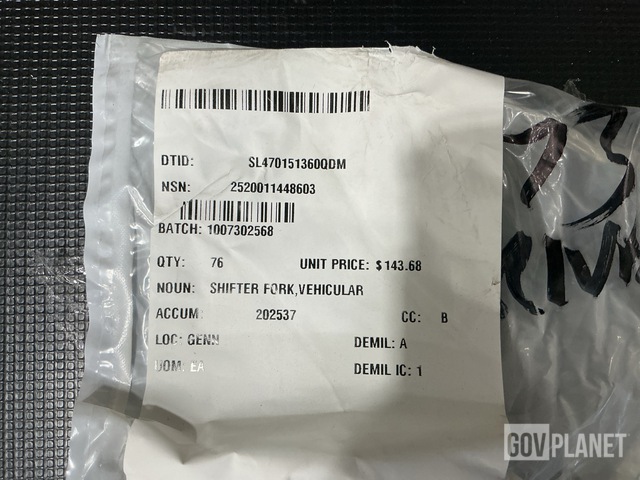 DTID: SL470151360QDM
NSN: 2520011448603
BATCH: 1007302568
QTY: 76 UNIT PRICE: $143.68
NOUN: SHIFTER FORK,VEHICULAR
ACCUM: 202537 CC: B
LOC: GENN DEMIL: A
UOM: EA DEMIL IC: 1
73
GOVPLANET